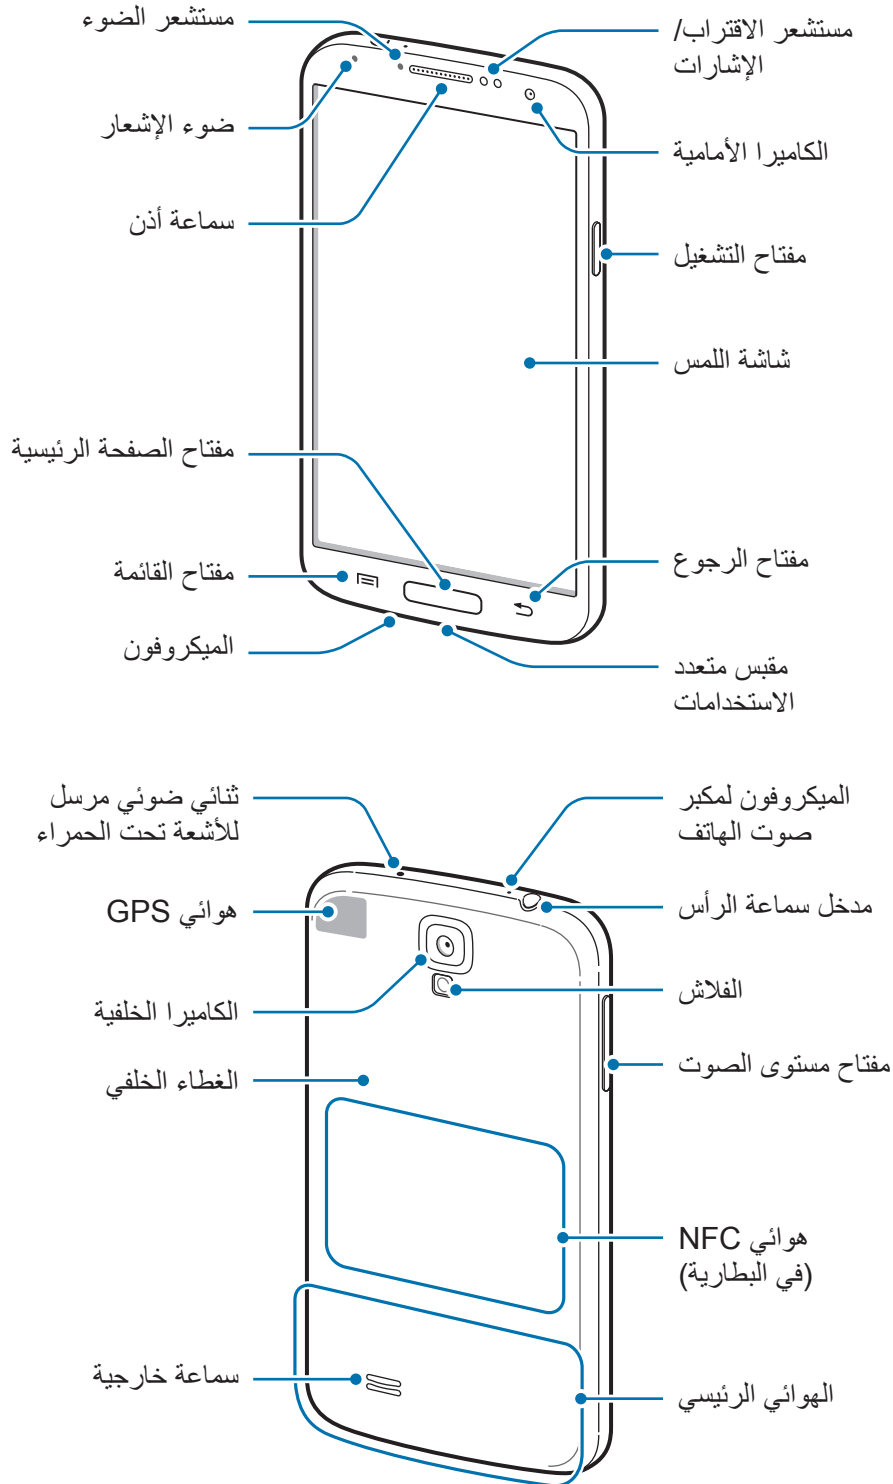 مستشعر الضوء
مستشعر الاقتراب/
الإشارات
ضوء الإشعار
الكاميرا الأمامية
سماعة أذن
مفتاح التشغيل
شاشة اللمس
مفتاح الصفحة الرئيسية
مفتاح الرجوع
مفتاح القائمة
الميكروفون
مقبس متعدد
الاستخدامات
الميكروفون لمكبر
صوت الهاتف
ثنائي ضوئي مرسل
للأشعة تحت الحمراء
مدخل سماعة الرأس
هوائي GPS
الفلاش
الكاميرا الخلفية
مفتاح مستوى الصوت
الغطاء الخلفي
هوائي NFC
(في البطارية)
سماعة خارجية
الهوائي الرئيسي